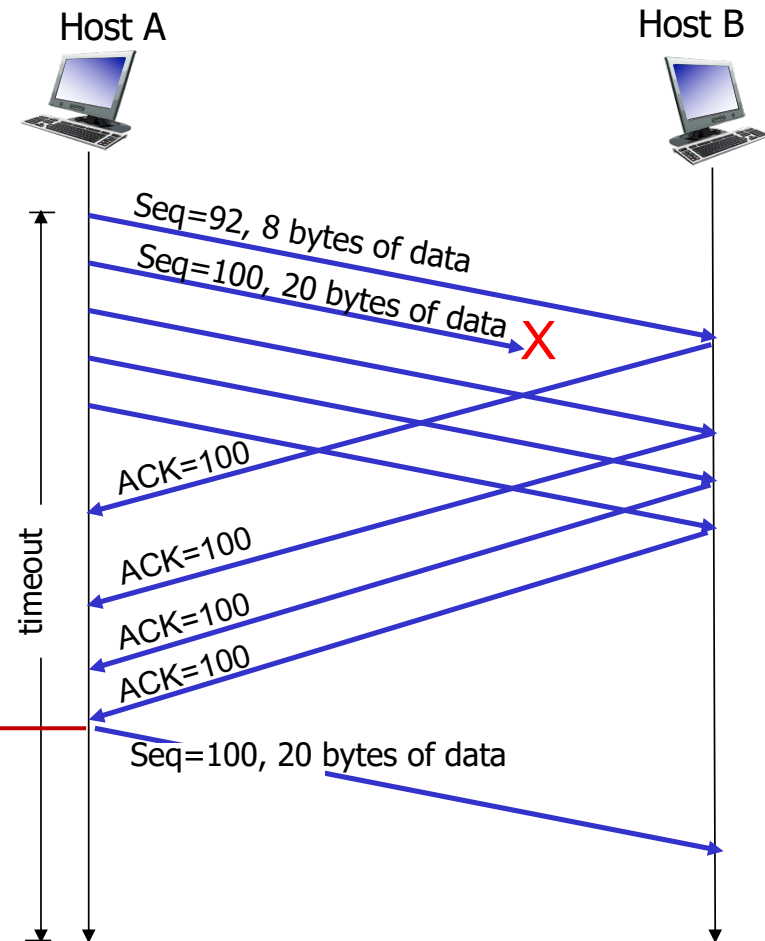 Host A
Host B
Seq=92, 8 bytes of data
Seq=100, 20 bytes of data
X
ACK=100
ACK=100
ACK=100
ACK=100
timeout
Seq=100, 20 bytes of data